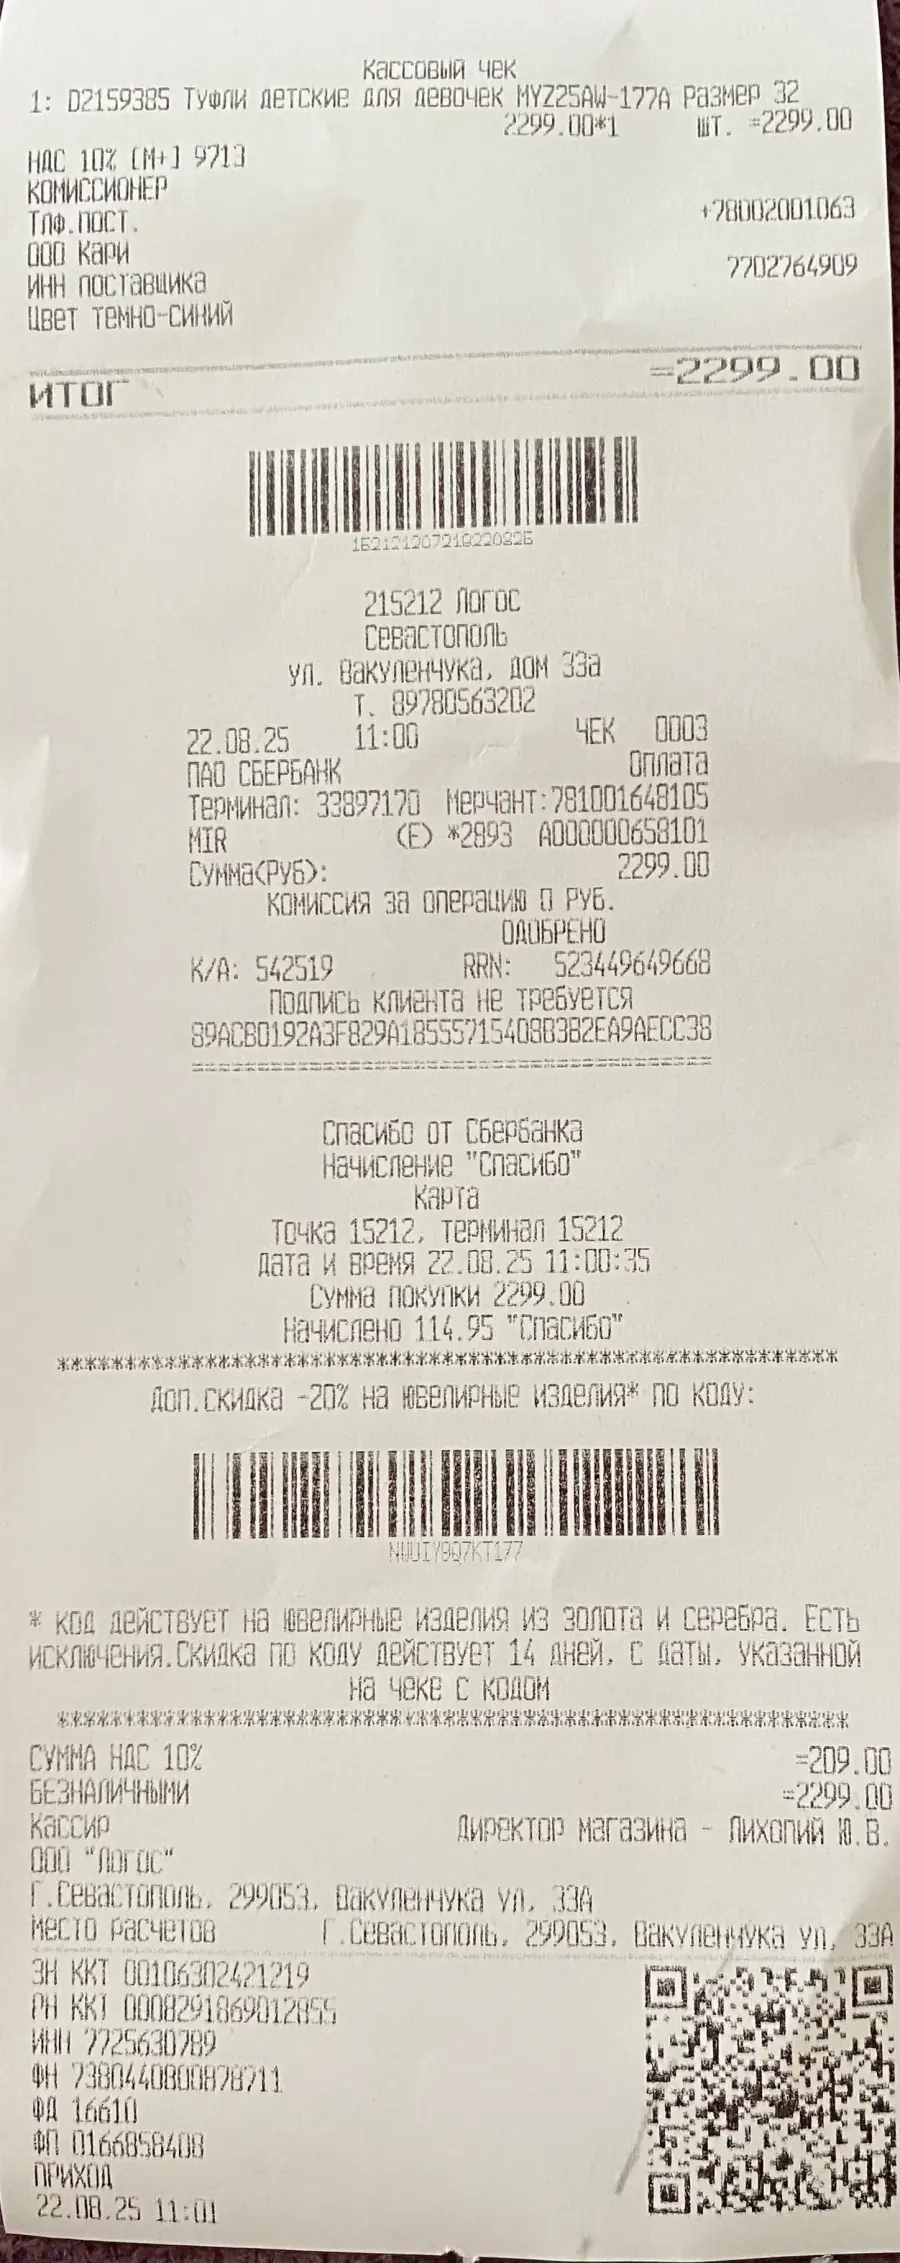 Кассовый чек
1: D2159385 Туфли детские для девочек MYZ25AW-177A Размер 32
2299.00*1 шт. =2299.00
НДС 10% [М+] 9713
КОМИССИОНЕР
ТЛФ.ПОСТ. +78002001063
ООО Кари
ИНН поставщика 7702764909
Цвет темно-синий
ИТОГ =2299.00
215212 Логос
Севастополь
ул. Вакуленчука, дом 33а
Т. 89780563202
22.08.25 11:00 ЧЕК 0003
ПАО СБЕРБАНК Оплата
Терминал: 33897170 Мерчант:781001648105
MIR (E) *2893 A000000658101
Сумма(Руб): 2299.00
Комиссия за операцию 0 Руб.
ОДОБРЕНО
К/А: 542519 RRN: 523449649668
Подпись клиента не требуется
89ACB0192A3F829A18555715408B3B2EA9AECC38
Спасибо от Сбербанка
Начисление "Спасибо"
Карта
Точка 15212, терминал 15212
Дата и время 22.08.25 11:00:35
Сумма покупки 2299.00
Начислено 114.95 "Спасибо"
Доп.скидка -20% на ювелирные изделия* по коду:
* код действует на ювелирные изделия из золота и серебра. Есть
исключения.Скидка по коду действует 14 дней, с даты, указанной
на чеке с кодом
СУММА НДС 10% =209.00
БЕЗНАЛИЧНЫМИ =2299.00
Кассир Директор магазина - Лихопий Ю.В.
ООО "Логос"
Г.Севастополь, 299053, Вакуленчука ул, 33А
Место расчетов Г.Севастополь, 299053, Вакуленчука ул, 33А
ЗН ККТ 00106302421219
РН ККТ 0008291869012855
ИНН 7725630789
ФН 7380440800878711
ФД 16610
ФП 0166858408
ПРИХОД
22.08.25 11:01